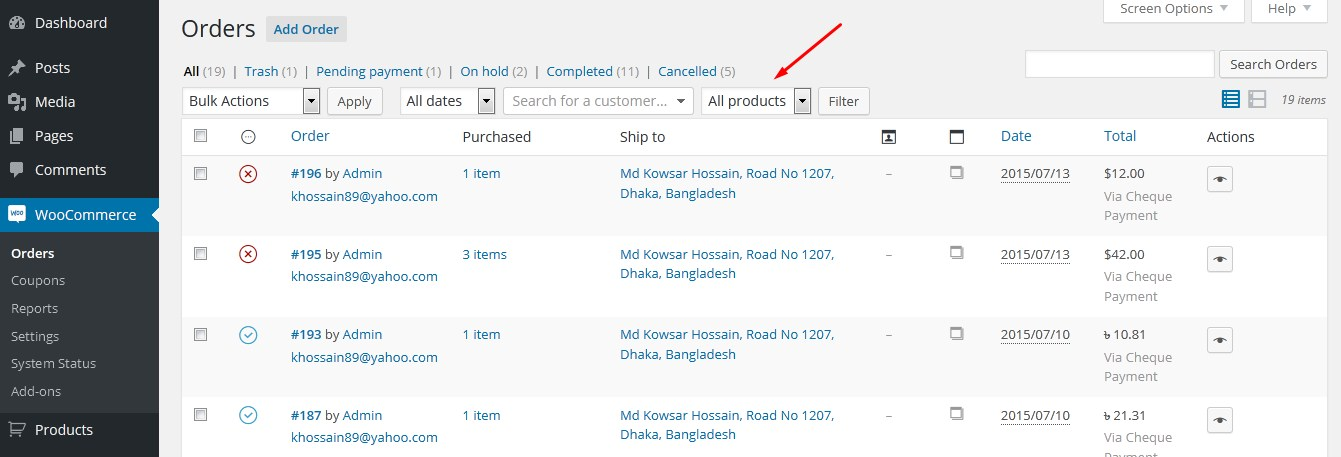 Dashboard
Posts
Media
Pages
Comments
WooCommerce
Orders
Coupons
Reports
Settings
System Status
Add-ons
Products
Screen Options Help
Orders Add Order
All (19) | Trash (1) | Pending payment (1) | On hold (2) | Completed (11) | Cancelled (5)
Search Orders
Bulk Actions Apply All dates Search for a customer... All products Filter 19 items
Order Purchased Ship to Date Total Actions
#196 by Admin 1 item Md Kowsar Hossain, Road No 1207, – 2015/07/13 $12.00
khossain89@yahoo.com Dhaka, Bangladesh Via Cheque
Payment
#195 by Admin 3 items Md Kowsar Hossain, Road No 1207, – 2015/07/13 $42.00
khossain89@yahoo.com Dhaka, Bangladesh Via Cheque
Payment
#193 by Admin 1 item Md Kowsar Hossain, Road No 1207, – 2015/07/10 ৳ 10.81
khossain89@yahoo.com Dhaka, Bangladesh Via Cheque
Payment
#187 by Admin 1 item Md Kowsar Hossain, Road No 1207, – 2015/07/10 ৳ 21.31
khossain89@yahoo.com Dhaka, Bangladesh Via Cheque
Payment